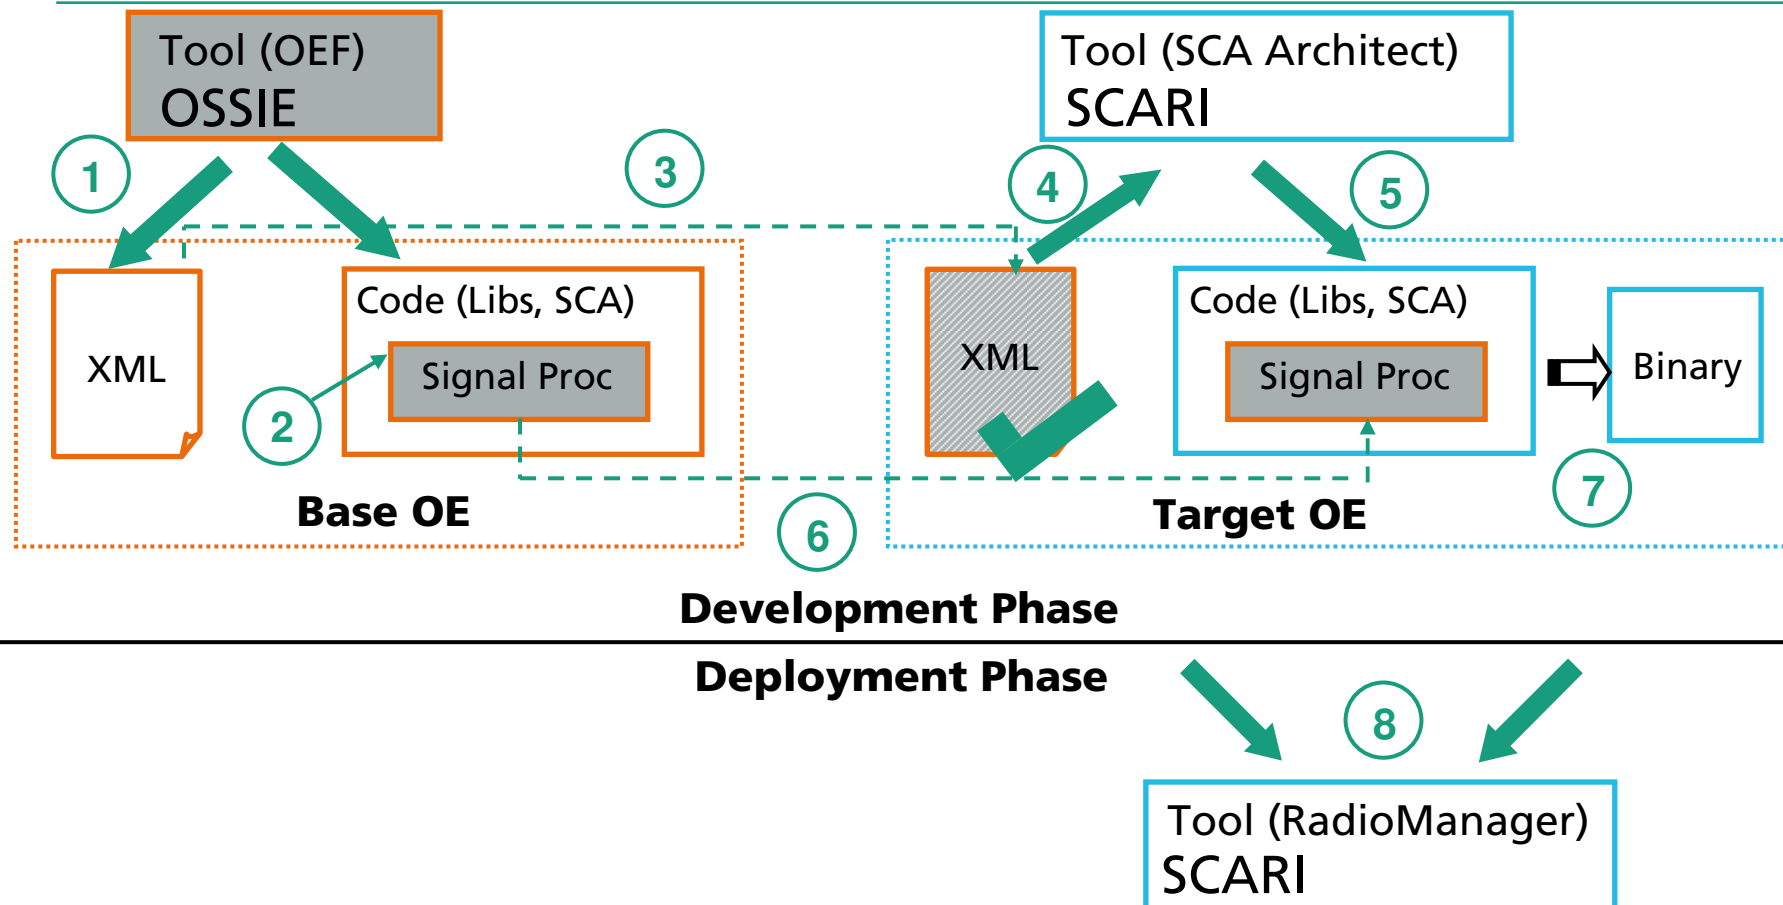 Tool (OEF)
OSSIE
Tool (SCA Architect)
SCARI
1
3
4
5
XML
Code (Libs, SCA)
Signal Proc
2
XML
Code (Libs, SCA)
Signal Proc
Binary
Base OE
6
Target OE
7
Development Phase
Deployment Phase
8
Tool (RadioManager)
SCARI